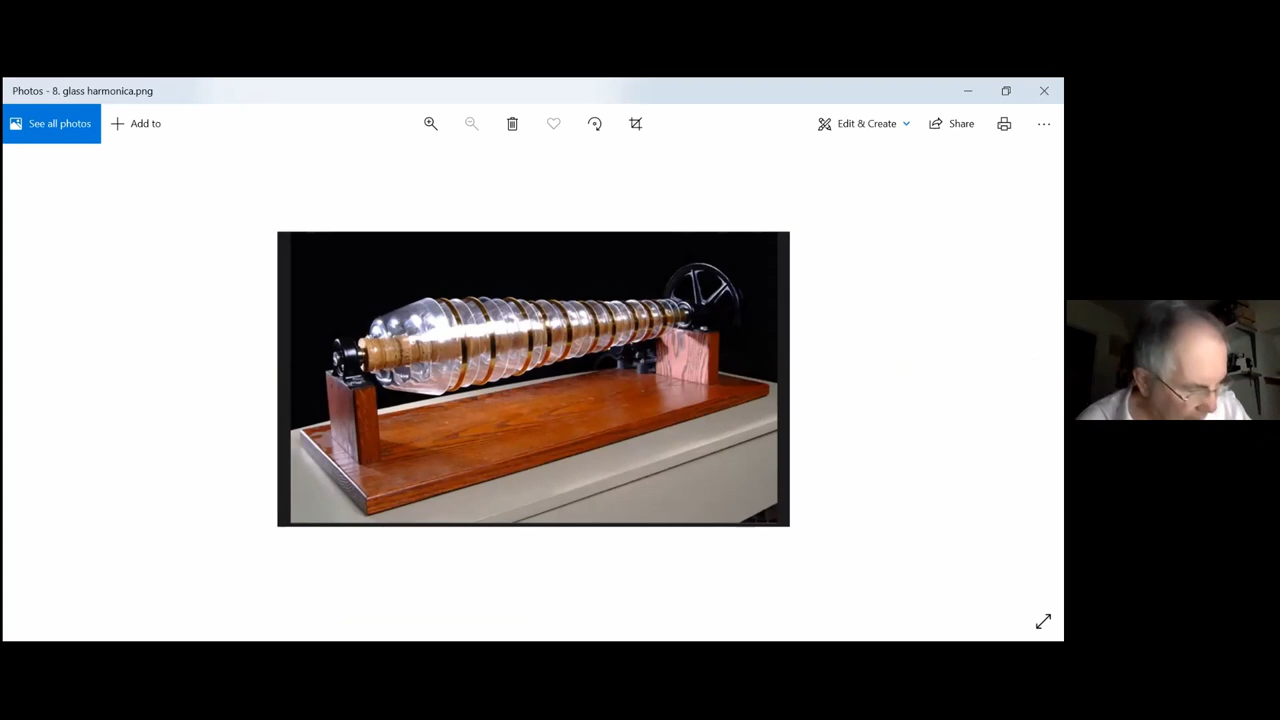 Photos - 8. glass harmonica.png
See all photos
Add to
Edit & Create
Share